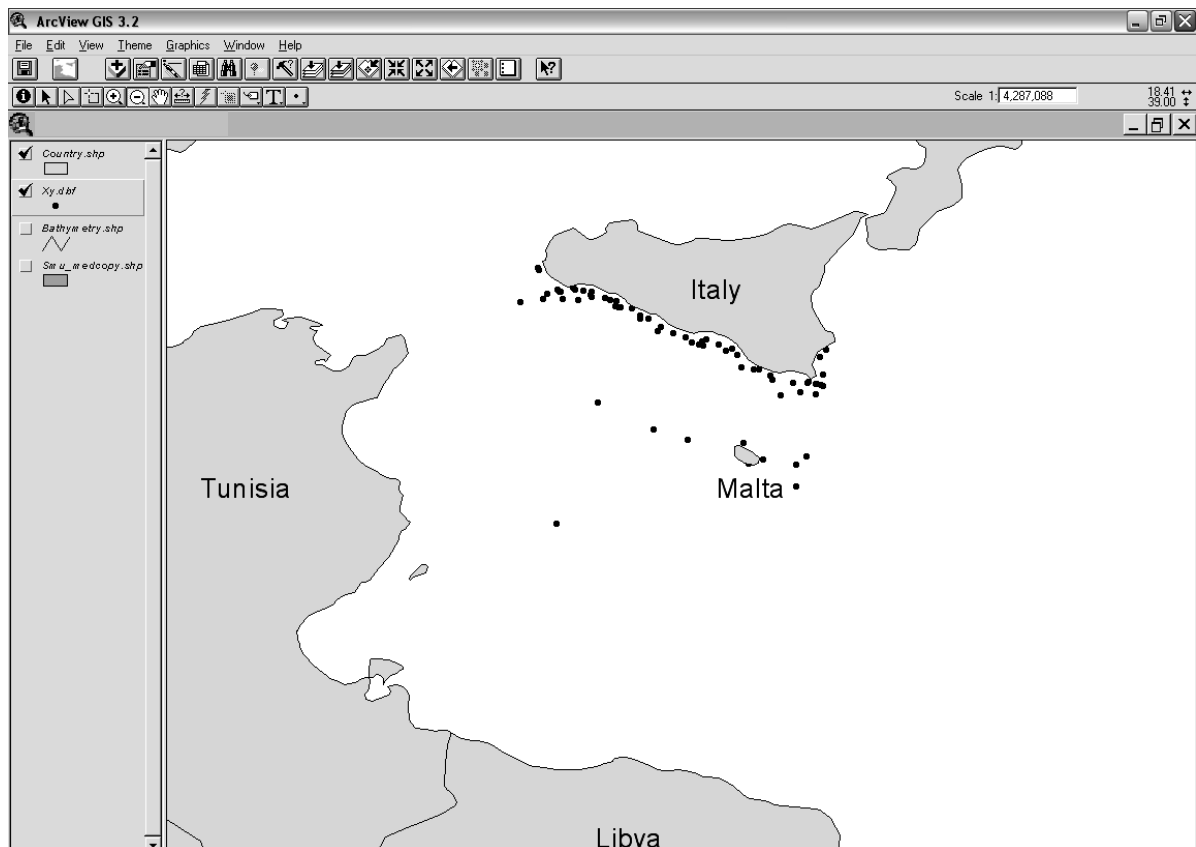 ArcView GIS 3.2
File Edit View Theme Graphics Window Help
Scale 1: 4,287,088
18.41
39.00
Country.shp
Xy.dbf
Bathymetry.shp
Smu_medcopy.shp
Italy
Tunisia
Malta
Libya